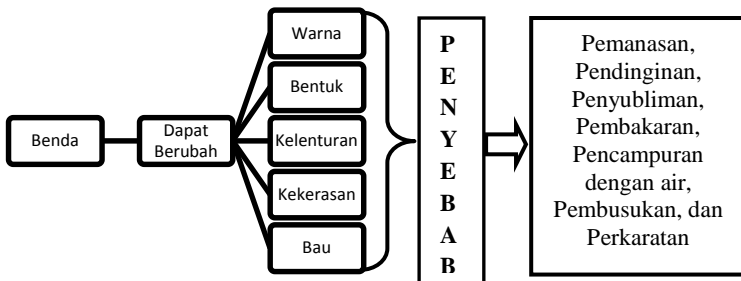 Benda
Dapat
Berubah
Warna
Bentuk
Kelenturan
Kekerasan
Bau
P
E
N
Y
E
B
A
B
Pemanasan,
Pendinginan,
Penyubliman,
Pembakaran,
Pencampuran
dengan air,
Pembusukan, dan
Perkaratan